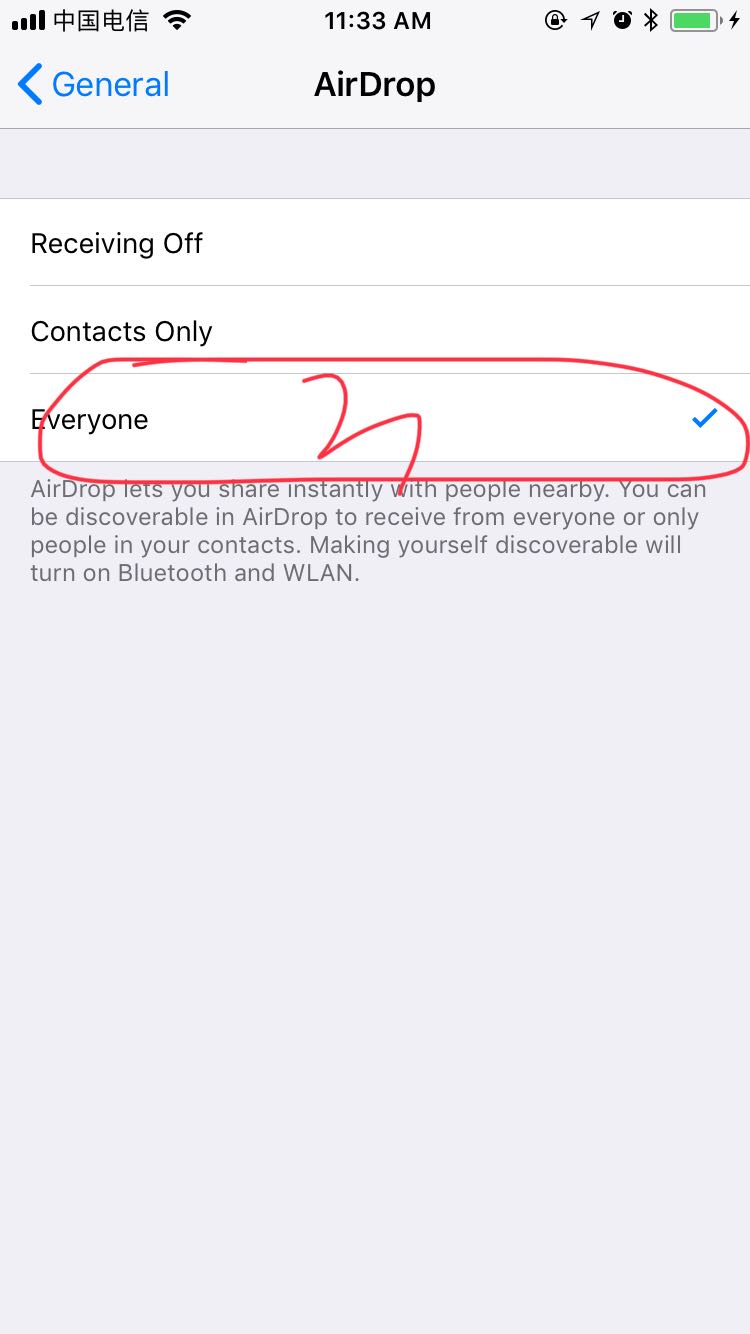 中国电信 11:33 AM
General AirDrop
Receiving Off
Contacts Only
Everyone
3
AirDrop lets you share instantly with people nearby. You can
be discoverable in AirDrop to receive from everyone or only
people in your contacts. Making yourself discoverable will
turn on Bluetooth and WLAN.